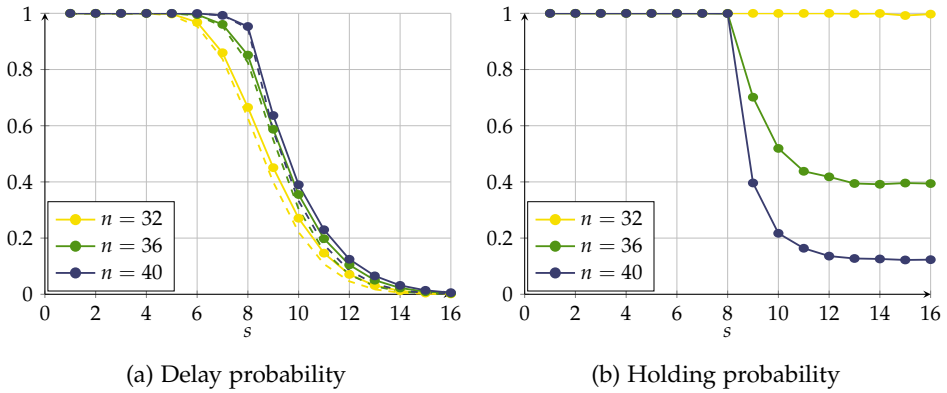 1
0.8
0.6
0.4
0.2
0
n = 32
n = 36
n = 40
0 2 4 6 8 10 12 14 16
s
(a) Delay probability
1
0.8
0.6
0.4
0.2
0
n = 32
n = 36
n = 40
0 2 4 6 8 10 12 14 16
s
(b) Holding probability